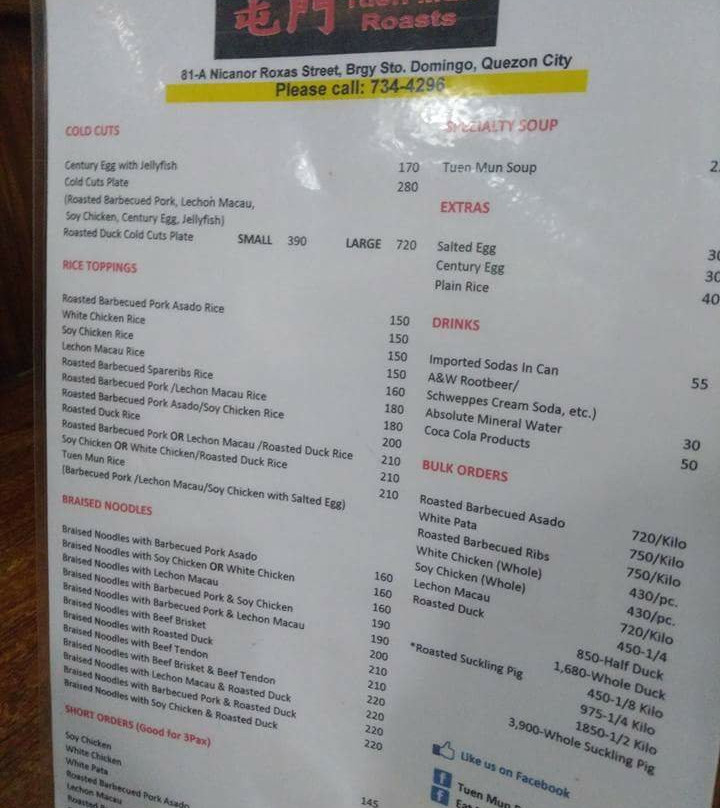 屯門
Roasts
81-A Nicanor Roxas Street, Brgy Sto. Domingo, Quezon City
Please call: 734-4296
COLD CUTS
Century Egg with Jellyfish 170
Cold Cuts Plate 280
(Roasted Barbecued Pork, Lechon Macau,
Soy Chicken, Century Egg, Jellyfish)
Roasted Duck Cold Cuts Plate SMALL 390 LARGE 720
RICE TOPPINGS
Roasted Barbecued Pork Asado Rice 150
White Chicken Rice 150
Soy Chicken Rice 150
Lechon Macau Rice 150
Roasted Barbecued Spareribs Rice 160
Roasted Barbecued Pork /Lechon Macau Rice 180
Roasted Barbecued Pork Asado/Soy Chicken Rice 180
Roasted Duck Rice 200
Roasted Barbecued Pork OR Lechon Macau /Roasted Duck Rice 210
Soy Chicken OR White Chicken/Roasted Duck Rice 210
Tuen Mun Rice 210
(Barbecued Pork /Lechon Macau/Soy Chicken with Salted Egg)
BRAISED NOODLES
Braised Noodles with Barbecued Pork Asado 160
Braised Noodles with Soy Chicken OR White Chicken 160
Braised Noodles with Lechon Macau 160
Braised Noodles with Barbecued Pork & Soy Chicken 190
Braised Noodles with Barbecued Pork & Lechon Macau 190
Braised Noodles with Beef Brisket 200
Braised Noodles with Roasted Duck 210
Braised Noodles with Beef Tendon 210
Braised Noodles with Beef Brisket & Beef Tendon 220
Braised Noodles with Lechon Macau & Roasted Duck 220
Braised Noodles with Barbecued Pork & Roasted Duck 220
Braised Noodles with Soy Chicken & Roasted Duck 220
SHORT ORDERS (Good for 3Pax)
Soy Chicken 145
White Chicken
White Pata
Roasted Barbecued Pork Asado
Lechon Macau
SPECIALTY SOUP
Tuen Mun Soup
EXTRAS
Salted Egg 30
Century Egg 30
Plain Rice 40
DRINKS
Imported Sodas In Can 55
A&W Rootbeer/
Schweppes Cream Soda, etc.)
Absolute Mineral Water 30
Coca Cola Products 50
BULK ORDERS
Roasted Barbecued Asado 720/Kilo
White Pata 750/Kilo
Roasted Barbecued Ribs 750/Kilo
White Chicken (Whole) 430/pc.
Soy Chicken (Whole) 430/pc.
Lechon Macau 720/Kilo
Roasted Duck 450-1/4
850-Half Duck
1,680-Whole Duck
*Roasted Suckling Pig 450-1/8 Kilo
975-1/4 Kilo
1850-1/2 Kilo
3,900-Whole Suckling Pig
Like us on Facebook
Tuen Mun